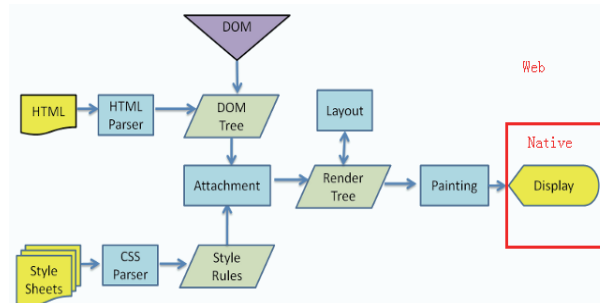 DOM
Web
HTML
HTML
Parser
DOM
Tree
Layout
Native
Attachment
Render
Tree
Painting
Display
Style
Sheets
CSS
Parser
Style
Rules